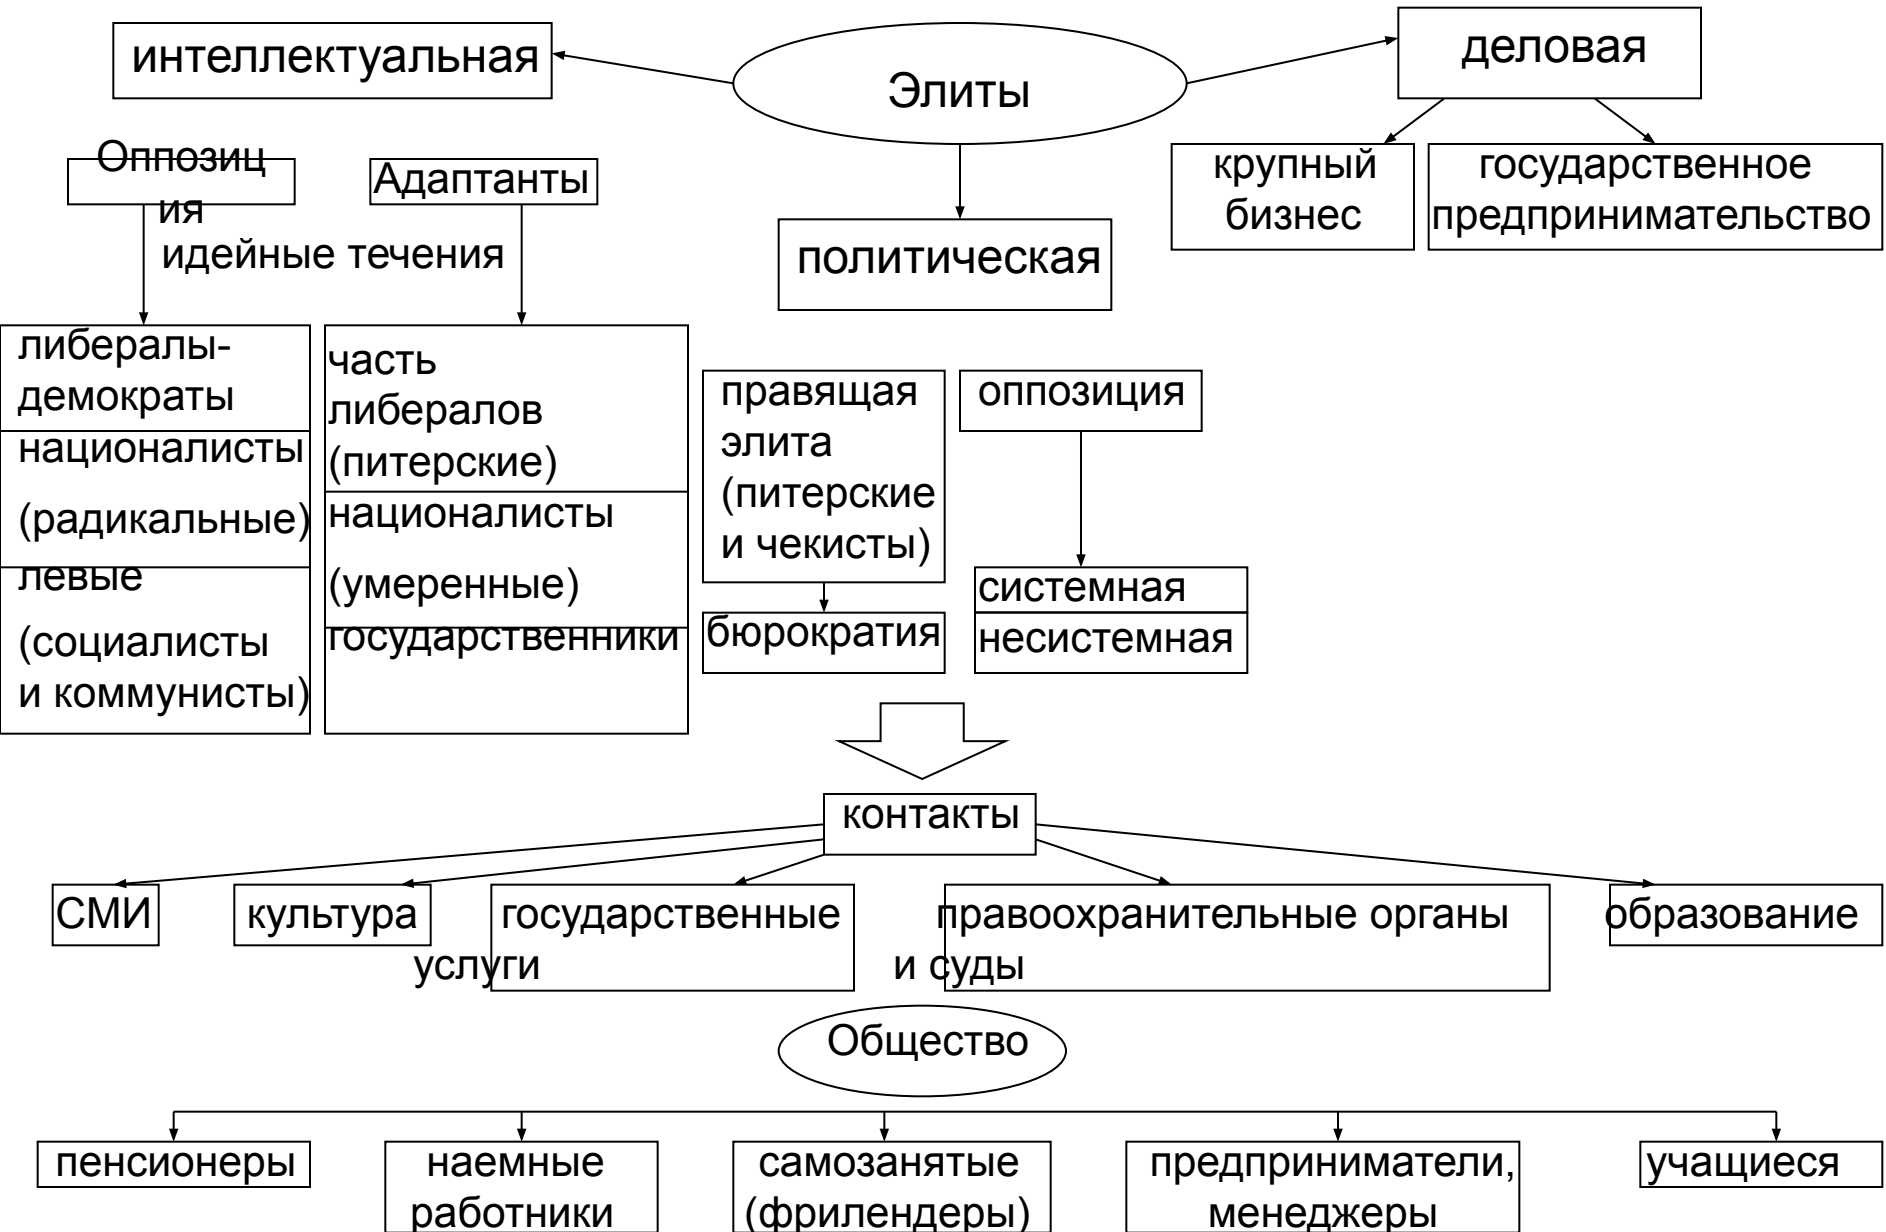 интеллектуальная
Элиты
деловая
крупный
бизнес
государственное
предпринимательство
Оппозиц
ия
Адаптанты
идейные течения
политическая
либералы-
демократы
националисты
(радикальные)
левые
(социалисты
и коммунисты)
часть
либералов
(питерские)
националисты
(умеренные)
государственники
правящая
элита
(питерские
и чекисты)
бюрократия
оппозиция
системная
несистемная
контакты
СМИ
культура
государственные
услуги
правоохранительные органы
и суды
образование
Общество
пенсионеры
наемные
работники
самозанятые
(фрилендеры)
предприниматели,
менеджеры
учащиеся